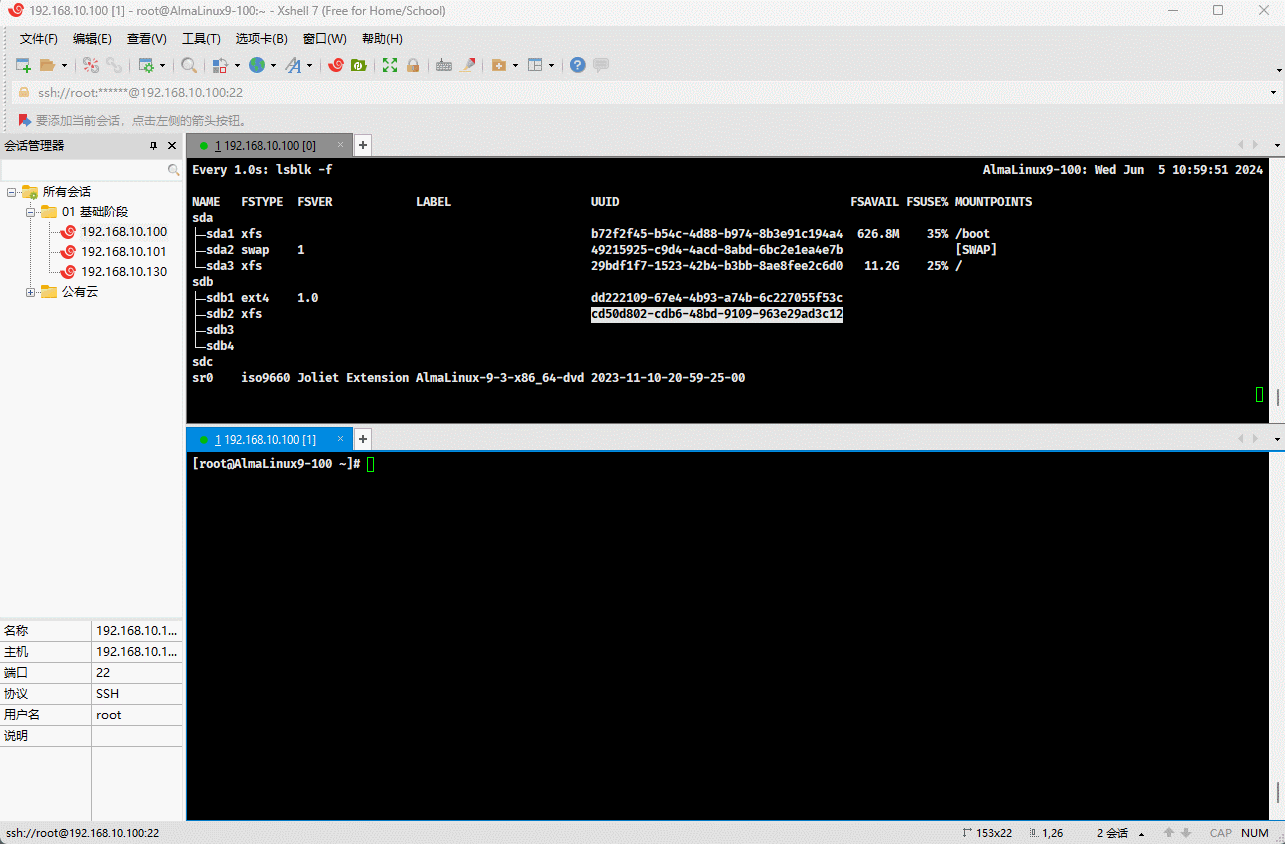 192.168.10.100 [1] - root@AlmaLinux9-100:~ - Xshell 7 (Free for Home/School)
文件(F) 编辑(E) 查看(V) 工具(T) 选项卡(B) 窗口(W) 帮助(H)
ssh://root:******@192.168.10.100:22
要添加当前会话，点击左侧的箭头按钮。
会话管理器
所有会话
01 基础阶段
192.168.10.100
192.168.10.101
192.168.10.130
公有云
1 192.168.10.100 [0]
Every 1.0s: lsblk -f AlmaLinux9-100: Wed Jun  5 10:59:51 2024
NAME   FSTYPE  FSVER            LABEL                    UUID                                 FSAVAIL FSUSE% MOUNTPOINTS
sda
├─sda1 xfs b72f2f45-b54c-4d88-b974-8b3e91c194a4 626.8M 35% /boot
├─sda2 swap 1 49215925-c9d4-4acd-8abd-6bc2e1ea4e7b [SWAP]
└─sda3 xfs 29bdf1f7-1523-42b4-b3bb-8ae8fee2c6d0 11.2G 25% /
sdb
├─sdb1 ext4 1.0 dd222109-67e4-4b93-a74b-6c227055f53c
├─sdb2 xfs cd50d802-cdb6-48bd-9109-963e29ad3c12
├─sdb3
└─sdb4
sdc
sr0 iso9660 Joliet Extension AlmaLinux-9-3-x86_64-dvd 2023-11-10-20-59-25-00
1 192.168.10.100 [1]
[root@AlmaLinux9-100 ~]#
名称 192.168.10.1...
主机 192.168.10.1...
端口 22
协议 SSH
用户名 root
说明
ssh://root@192.168.10.100:22 153x22 1,26 2 会话 CAP NUM